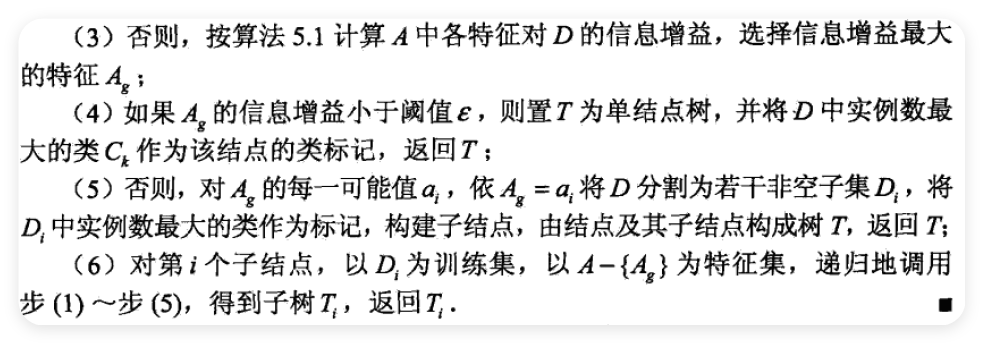 （3）否则，按算法 5.1 计算 A 中各特征对 D 的信息增益，选择信息增益最大
的特征 A_g；
（4）如果 A_g 的信息增益小于阈值 ε，则置 T 为单结点树，并将 D 中实例数最
大的类 C_k 作为该结点的类标记，返回 T；
（5）否则，对 A_g 的每一可能值 a_i，依 A_g = a_i 将 D 分割为若干非空子集 D_i，将
D_i 中实例数最大的类作为标记，构建子结点，由结点及其子结点构成树 T，返回 T；
（6）对第 i 个子结点，以 D_i 为训练集，以 A−{A_g} 为特征集，递归地调用
步 (1) ～步 (5)，得到子树 T_i，返回 T_i． ■